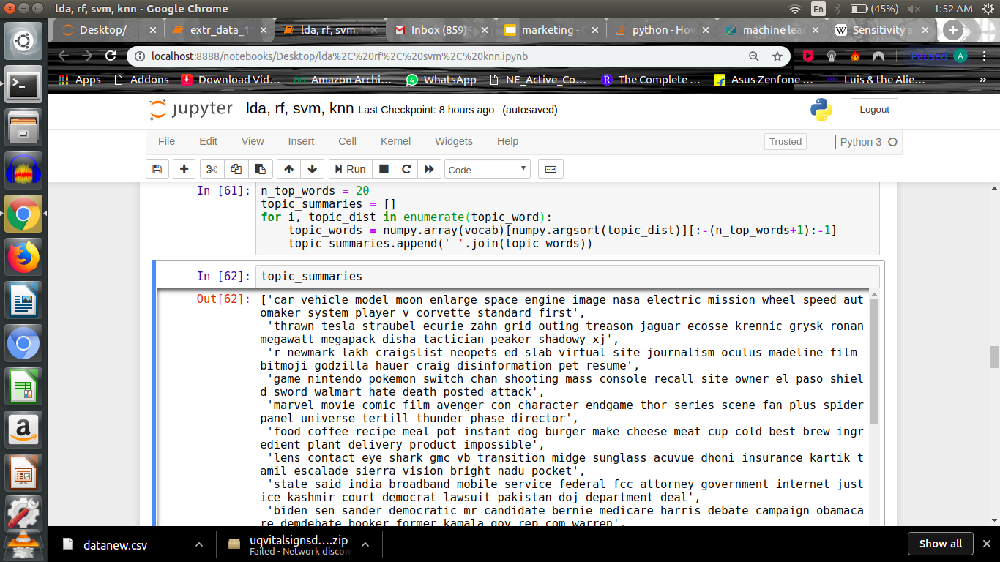 lda, rf, svm, knn - Google Chrome
En (45%) 1:52 AM
Desktop/ × extr_data_1 × lda, rf, svm, × Inbox (859) × marketing - × python - Ho × machine lea × Sensitivity a ×
localhost:8888/notebooks/Desktop/lda%2C%20rf%2C%20svm%2C%20knn.ipynb
Paused A
Apps Addons Download Vid... Amazon Archi... WhatsApp NE_Active_Co... The Complete ... Asus Zenfone ... Luis & the Alie... »
jupyter lda, rf, svm, knn Last Checkpoint: 8 hours ago (autosaved) Logout
File Edit View Insert Cell Kernel Widgets Help Trusted Python 3
Run Code
In [61]: n_top_words = 20
topic_summaries = []
for i, topic_dist in enumerate(topic_word):
topic_words = numpy.array(vocab)[numpy.argsort(topic_dist)][:-(n_top_words+1):-1]
topic_summaries.append(' '.join(topic_words))
In [62]: topic_summaries
Out[62]: ['car vehicle model moon enlarge space engine image nasa electric mission wheel speed aut
omaker system player v corvette standard first',
'thrawn tesla straubel ecurie zahn grid outing treason jaguar ecosse krennic grysk ronan
megawatt megapack disha tactician peaker shadowy xj',
'r newmark lakh craigslist neopets ed slab virtual site journalism oculus madeline film
bitmoji godzilla hauer craig disinformation pet resume',
'game nintendo pokemon switch chan shooting mass console recall site owner el paso shiel
d sword walmart hate death posted attack',
'marvel movie comic film avenger con character endgame thor series scene fan plus spider
panel universe tertill thunder phase director',
'food coffee recipe meal pot instant dog burger make cheese meat cup cold best brew ingr
edient plant delivery product impossible',
'lens contact eye shark gmc vb transition midge sunglass acuvue dhoni insurance kartik t
amil escalade sierra vision bright nadu pocket',
'state said india broadband mobile service federal fcc attorney government internet just
ice kashmir court democrat lawsuit pakistan doj department deal',
'biden sen sander democratic mr candidate bernie medicare harris debate campaign obamaca
re demdebate booker former kamala gov rep com warren',
datanew.csv uqvitalsignsd....zip Show all ×
Failed - Network discon